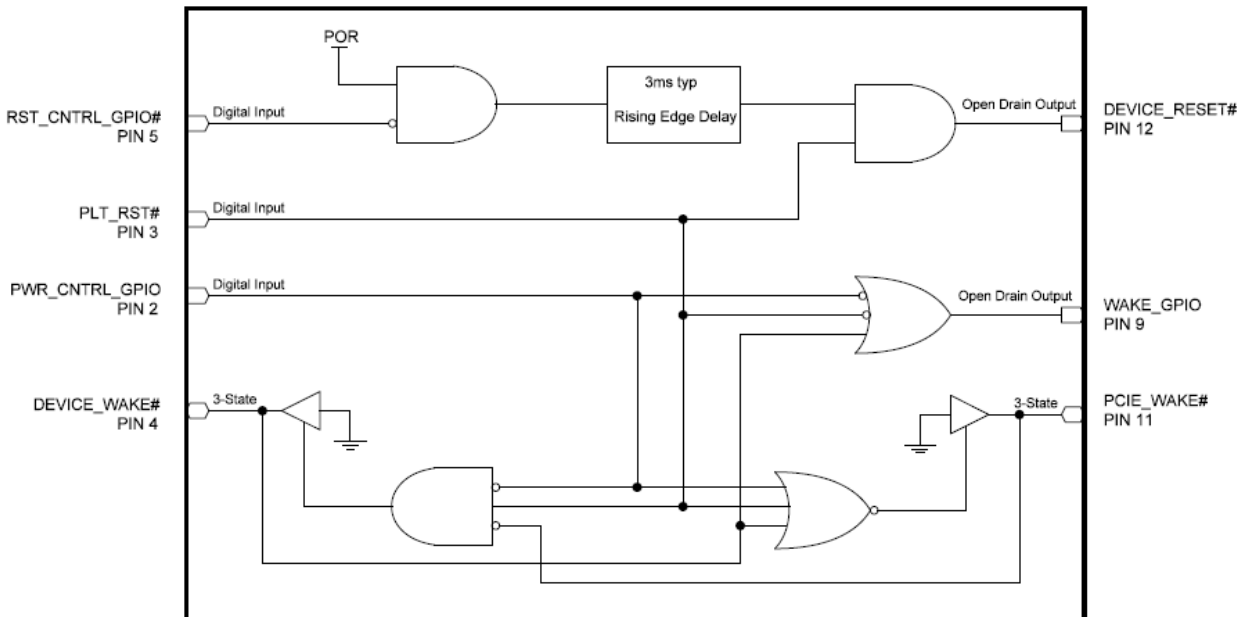 POR
3ms typ
Rising Edge Delay
RST_CNTRL_GPIO#
PIN 5
Digital Input
Open Drain Output
DEVICE_RESET#
PIN 12
PLT_RST#
PIN 3
Digital Input
PWR_CNTRL_GPIO
PIN 2
Digital Input
Open Drain Output
WAKE_GPIO
PIN 9
DEVICE_WAKE#
PIN 4
3-State
3-State
PCIE_WAKE#
PIN 11